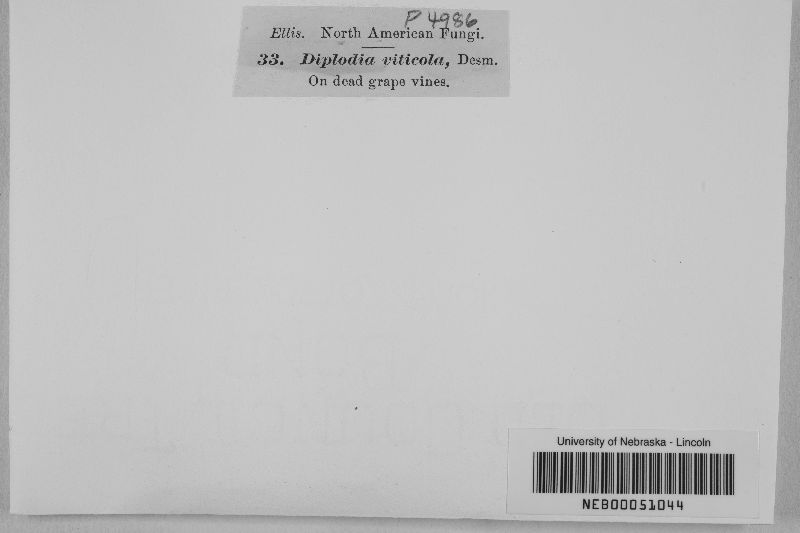 P 4986
Ellis. North American Fungi.
33. Diplodia viticola, Desm.
On dead grape vines.
University of Nebraska - Lincoln
NEB00051044